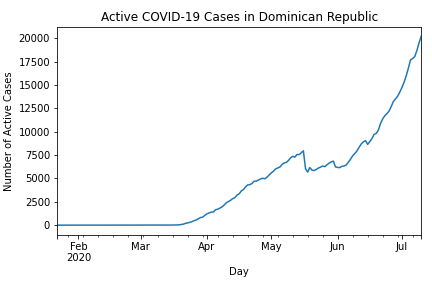 Active COVID-19 Cases in Dominican Republic
Number of Active Cases
20000
17500
15000
12500
10000
7500
5000
2500
0
Feb Mar Apr May Jun Jul
2020
Day